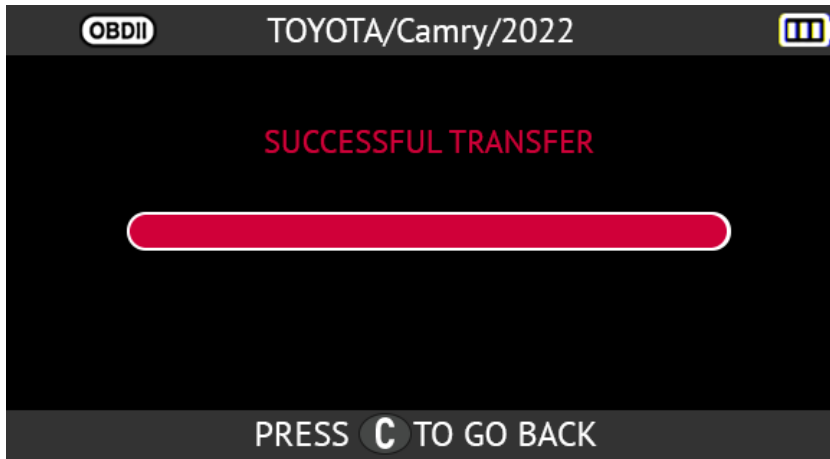 OBDII TOYOTA/Camry/2022
SUCCESSFUL TRANSFER
PRESS C TO GO BACK